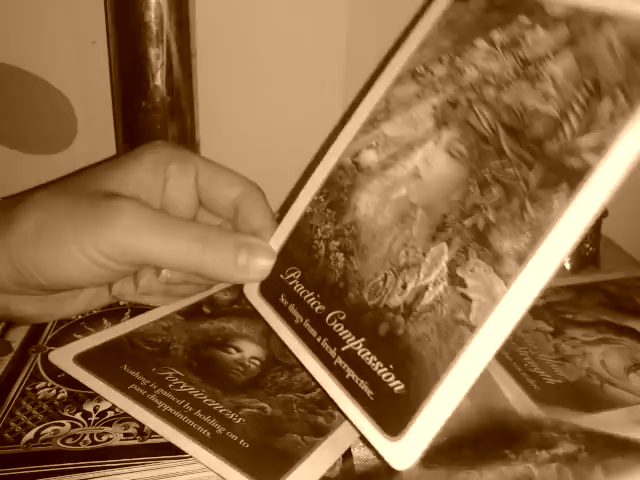 Practice Compassion
See things from a fresh perspective.
Forgiveness
Nothing is gained by holding on to
past disappointments.